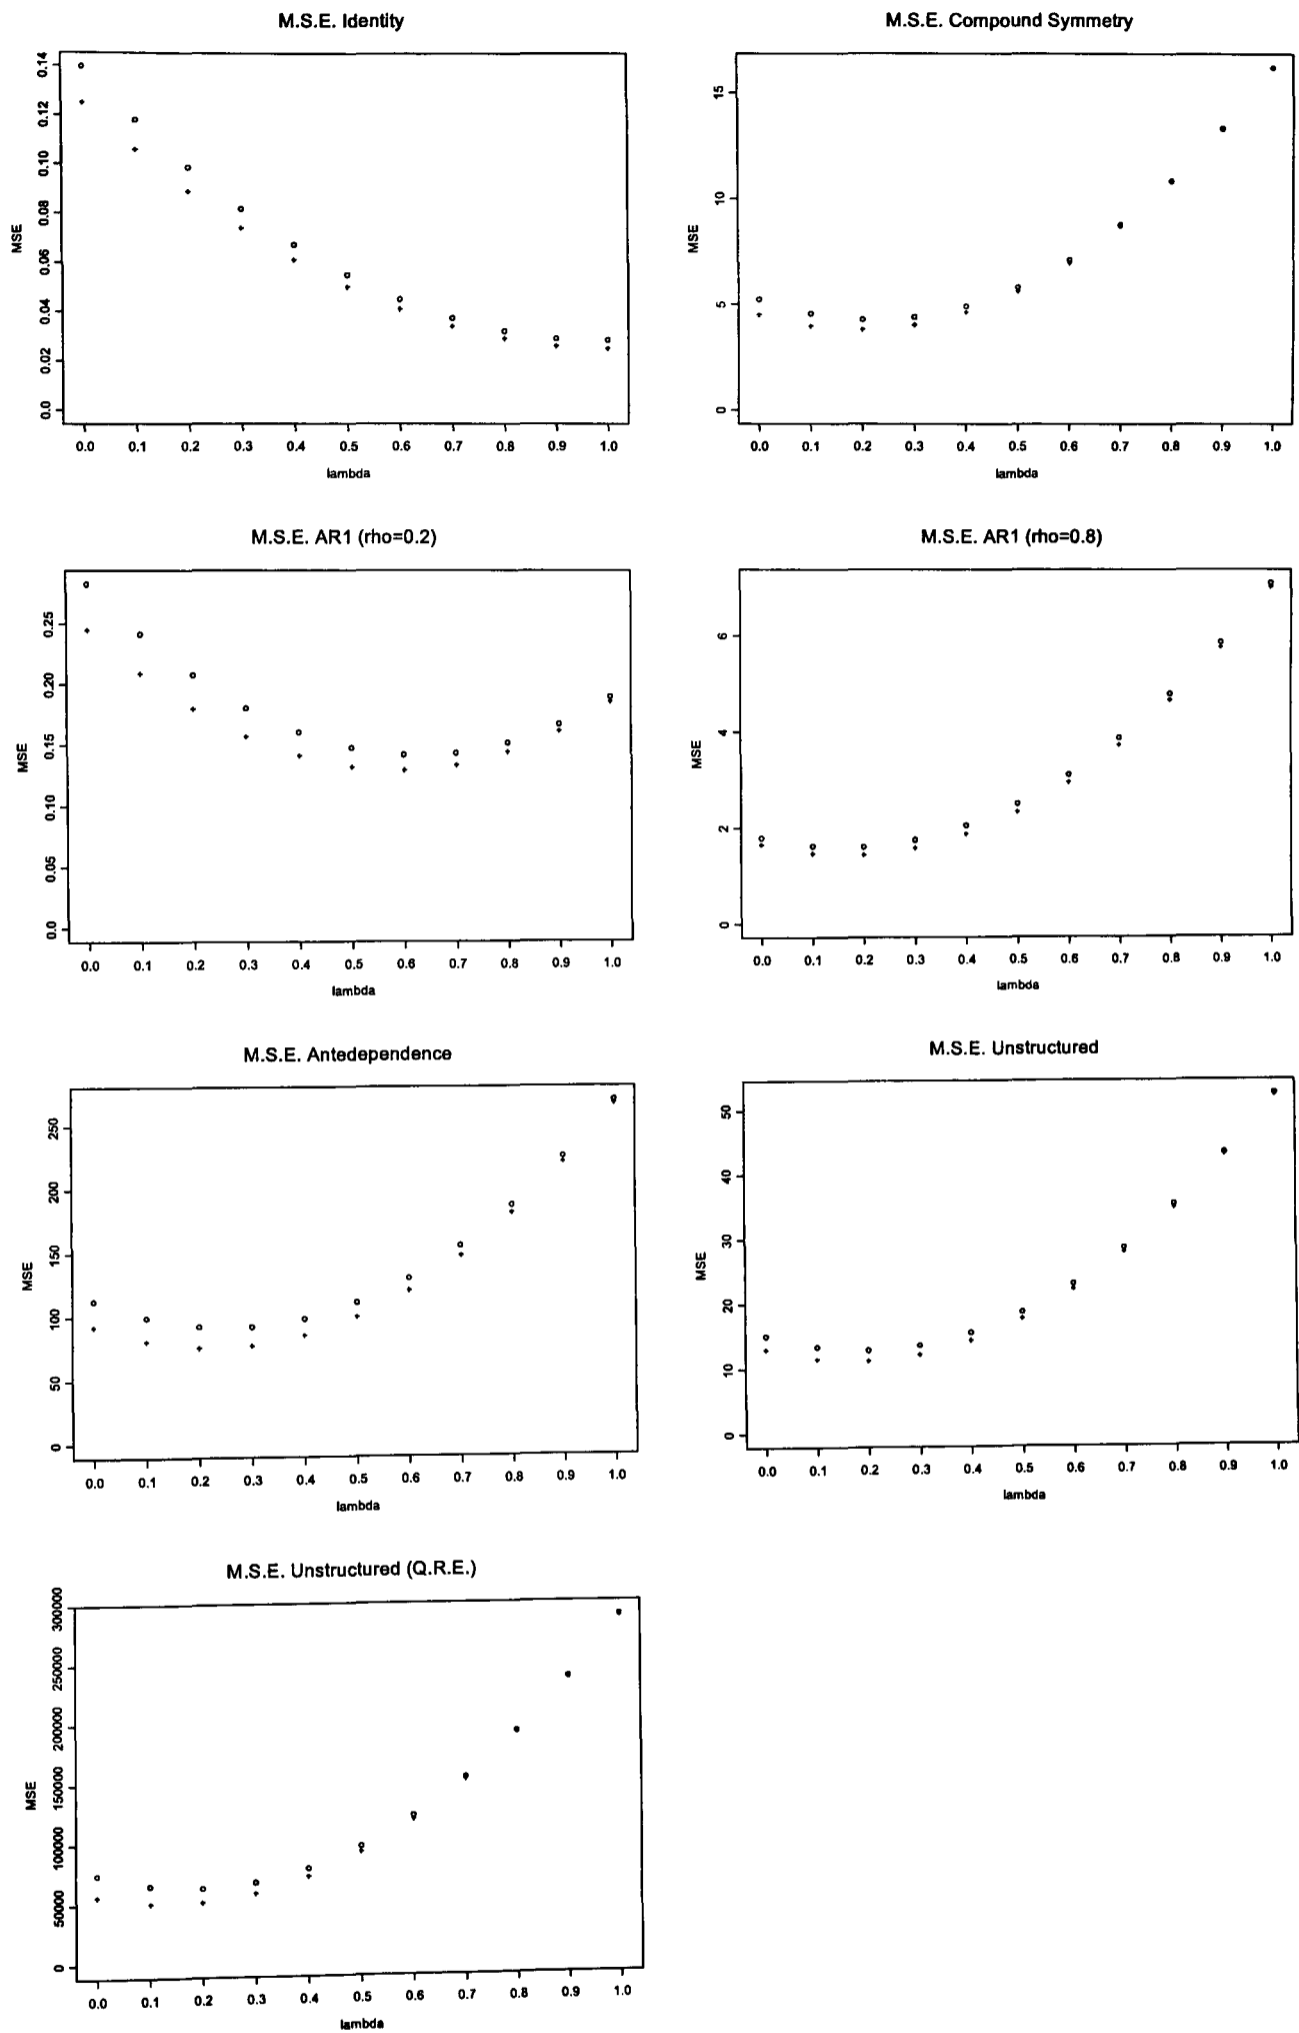 M.S.E. Identity
MSE
0.14
0.12
0.10
0.08
0.06
0.04
0.02
0.0
0.0 0.1 0.2 0.3 0.4 0.5 0.6 0.7 0.8 0.9 1.0
lambda
M.S.E. Compound Symmetry
MSE
15
10
5
0
0.0 0.1 0.2 0.3 0.4 0.5 0.6 0.7 0.8 0.9 1.0
lambda
M.S.E. AR1 (rho=0.2)
MSE
0.25
0.20
0.15
0.10
0.05
0.0
0.0 0.1 0.2 0.3 0.4 0.5 0.6 0.7 0.8 0.9 1.0
lambda
M.S.E. AR1 (rho=0.8)
MSE
6
4
2
0
0.0 0.1 0.2 0.3 0.4 0.5 0.6 0.7 0.8 0.9 1.0
lambda
M.S.E. Antedependence
MSE
250
200
150
100
50
0
0.0 0.1 0.2 0.3 0.4 0.5 0.6 0.7 0.8 0.9 1.0
lambda
M.S.E. Unstructured
MSE
50
40
30
20
10
0
0.0 0.1 0.2 0.3 0.4 0.5 0.6 0.7 0.8 0.9 1.0
lambda
M.S.E. Unstructured (Q.R.E.)
MSE
300000
250000
200000
150000
100000
50000
0
0.0 0.1 0.2 0.3 0.4 0.5 0.6 0.7 0.8 0.9 1.0
lambda